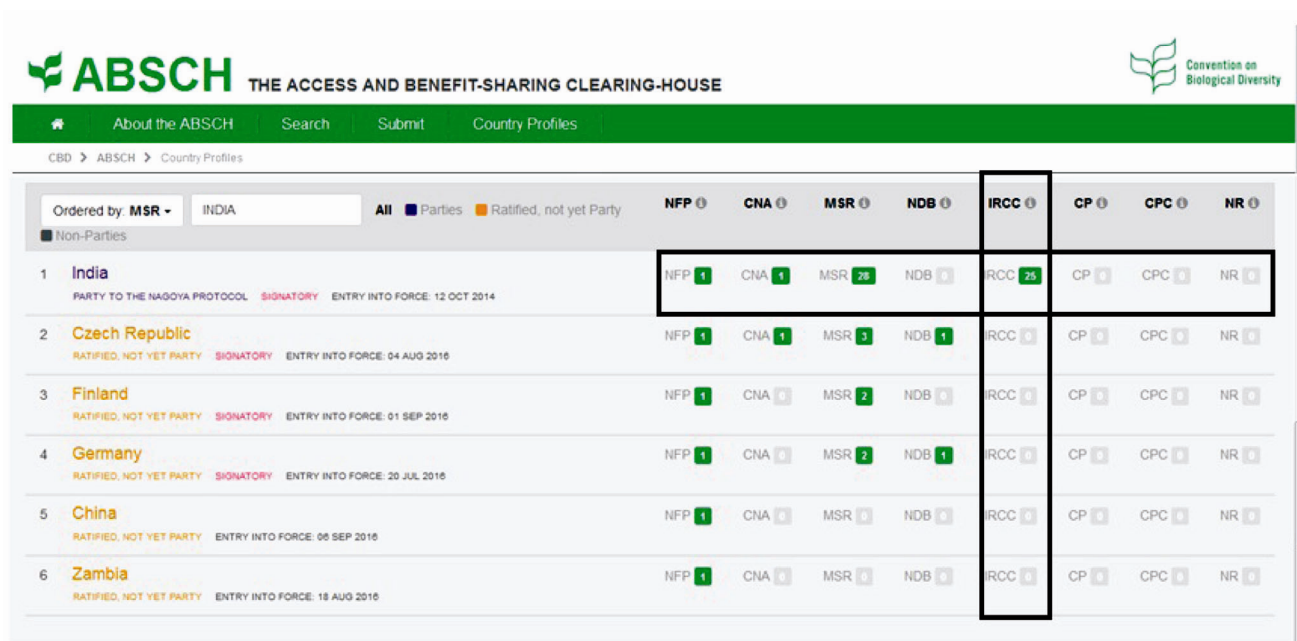 ABSCH THE ACCESS AND BENEFIT-SHARING CLEARING-HOUSE
Convention on
Biological Diversity
About the ABSCH Search Submit Country Profiles
CBD > ABSCH > Country Profiles
Ordered by: MSR INDIA All Parties Ratified, not yet Party
Non-Parties
NFP CNA MSR NDB IRCC CP CPC NR
1 India NFP 1 CNA 1 MSR 28 NDB 0 IRCC 25 CP 0 CPC 0 NR 0
PARTY TO THE NAGOYA PROTOCOL SIGNATORY ENTRY INTO FORCE: 12 OCT 2014
2 Czech Republic NFP 1 CNA 1 MSR 3 NDB 1 IRCC 0 CP 0 CPC 0 NR 0
RATIFIED, NOT YET PARTY SIGNATORY ENTRY INTO FORCE: 04 AUG 2016
3 Finland NFP 1 CNA 0 MSR 2 NDB 0 IRCC 0 CP 0 CPC 0 NR 0
RATIFIED, NOT YET PARTY SIGNATORY ENTRY INTO FORCE: 01 SEP 2016
4 Germany NFP 1 CNA 0 MSR 2 NDB 1 IRCC 0 CP 0 CPC 0 NR 0
RATIFIED, NOT YET PARTY SIGNATORY ENTRY INTO FORCE: 20 JUL 2016
5 China NFP 1 CNA 0 MSR 0 NDB 0 IRCC 0 CP 0 CPC 0 NR 0
RATIFIED, NOT YET PARTY ENTRY INTO FORCE: 06 SEP 2016
6 Zambia NFP 1 CNA 0 MSR 0 NDB 0 IRCC 0 CP 0 CPC 0 NR 0
RATIFIED, NOT YET PARTY ENTRY INTO FORCE: 18 AUG 2016